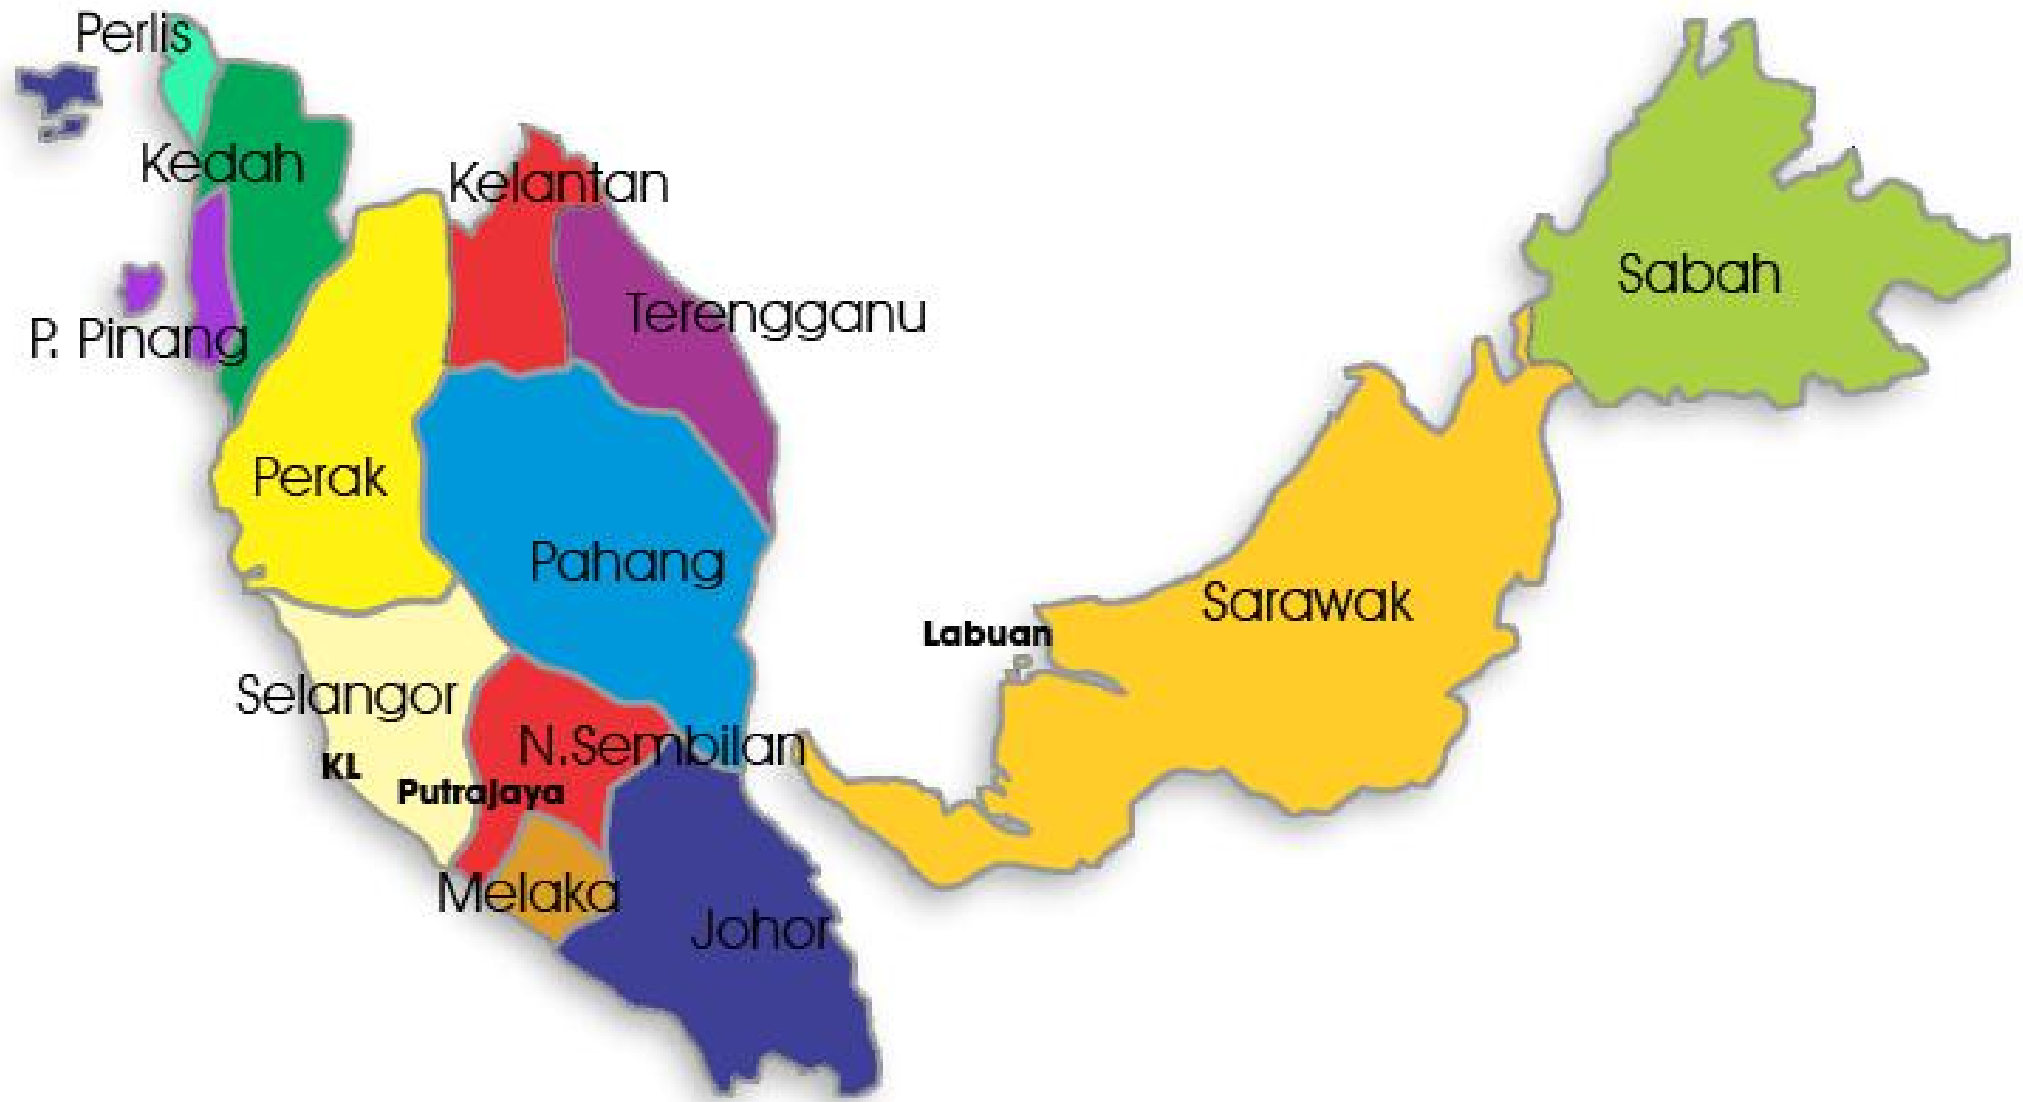 Perlis
Kedah
Kelantan
P. Pinang
Terengganu
Sabah
Perak
Pahang
Sarawak
Labuan
Selangor
N.Sembilan
KL
Putrajaya
Melaka
Johor